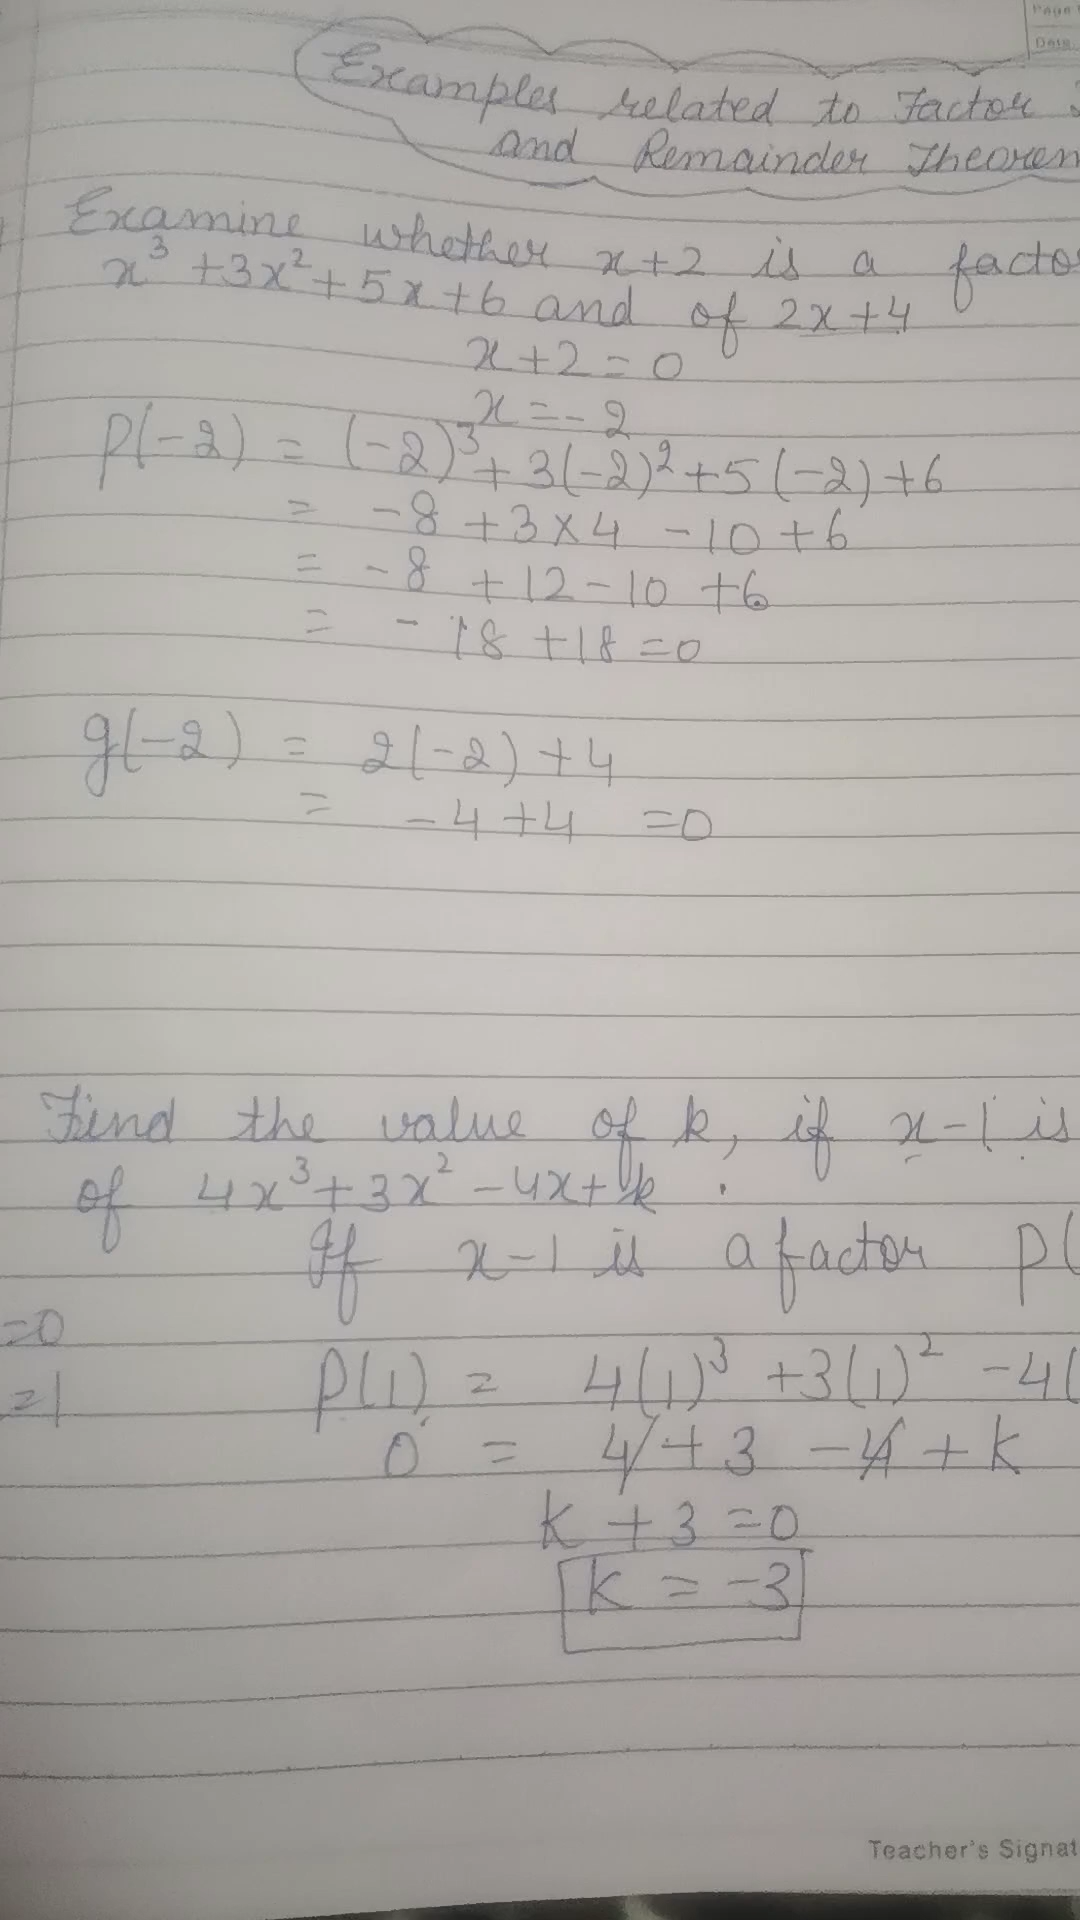 Page
Date
Examples related to Factor
and Remainder Theorem
Examine whether x+2 is a facto
x³ +3x²+5x+6 and of 2x+4
x+2=0
x=-2
p(-2) = (-2)³+3(-2)²+5(-2)+6
= -8+3×4 -10+6
= -8 +12-10 +6
= -18+18=0
g(-2) = 2(-2)+4
= -4+4 =0
Find the value of k, if x-1 is
of 4x³+3x²-4x+k.
If x-1 is a factor p(
=0
=1 P(1) = 4(1)³ +3(1)² -4(
0 = 4+3 -4+k
k+3=0
k=-3
Teacher's Signat